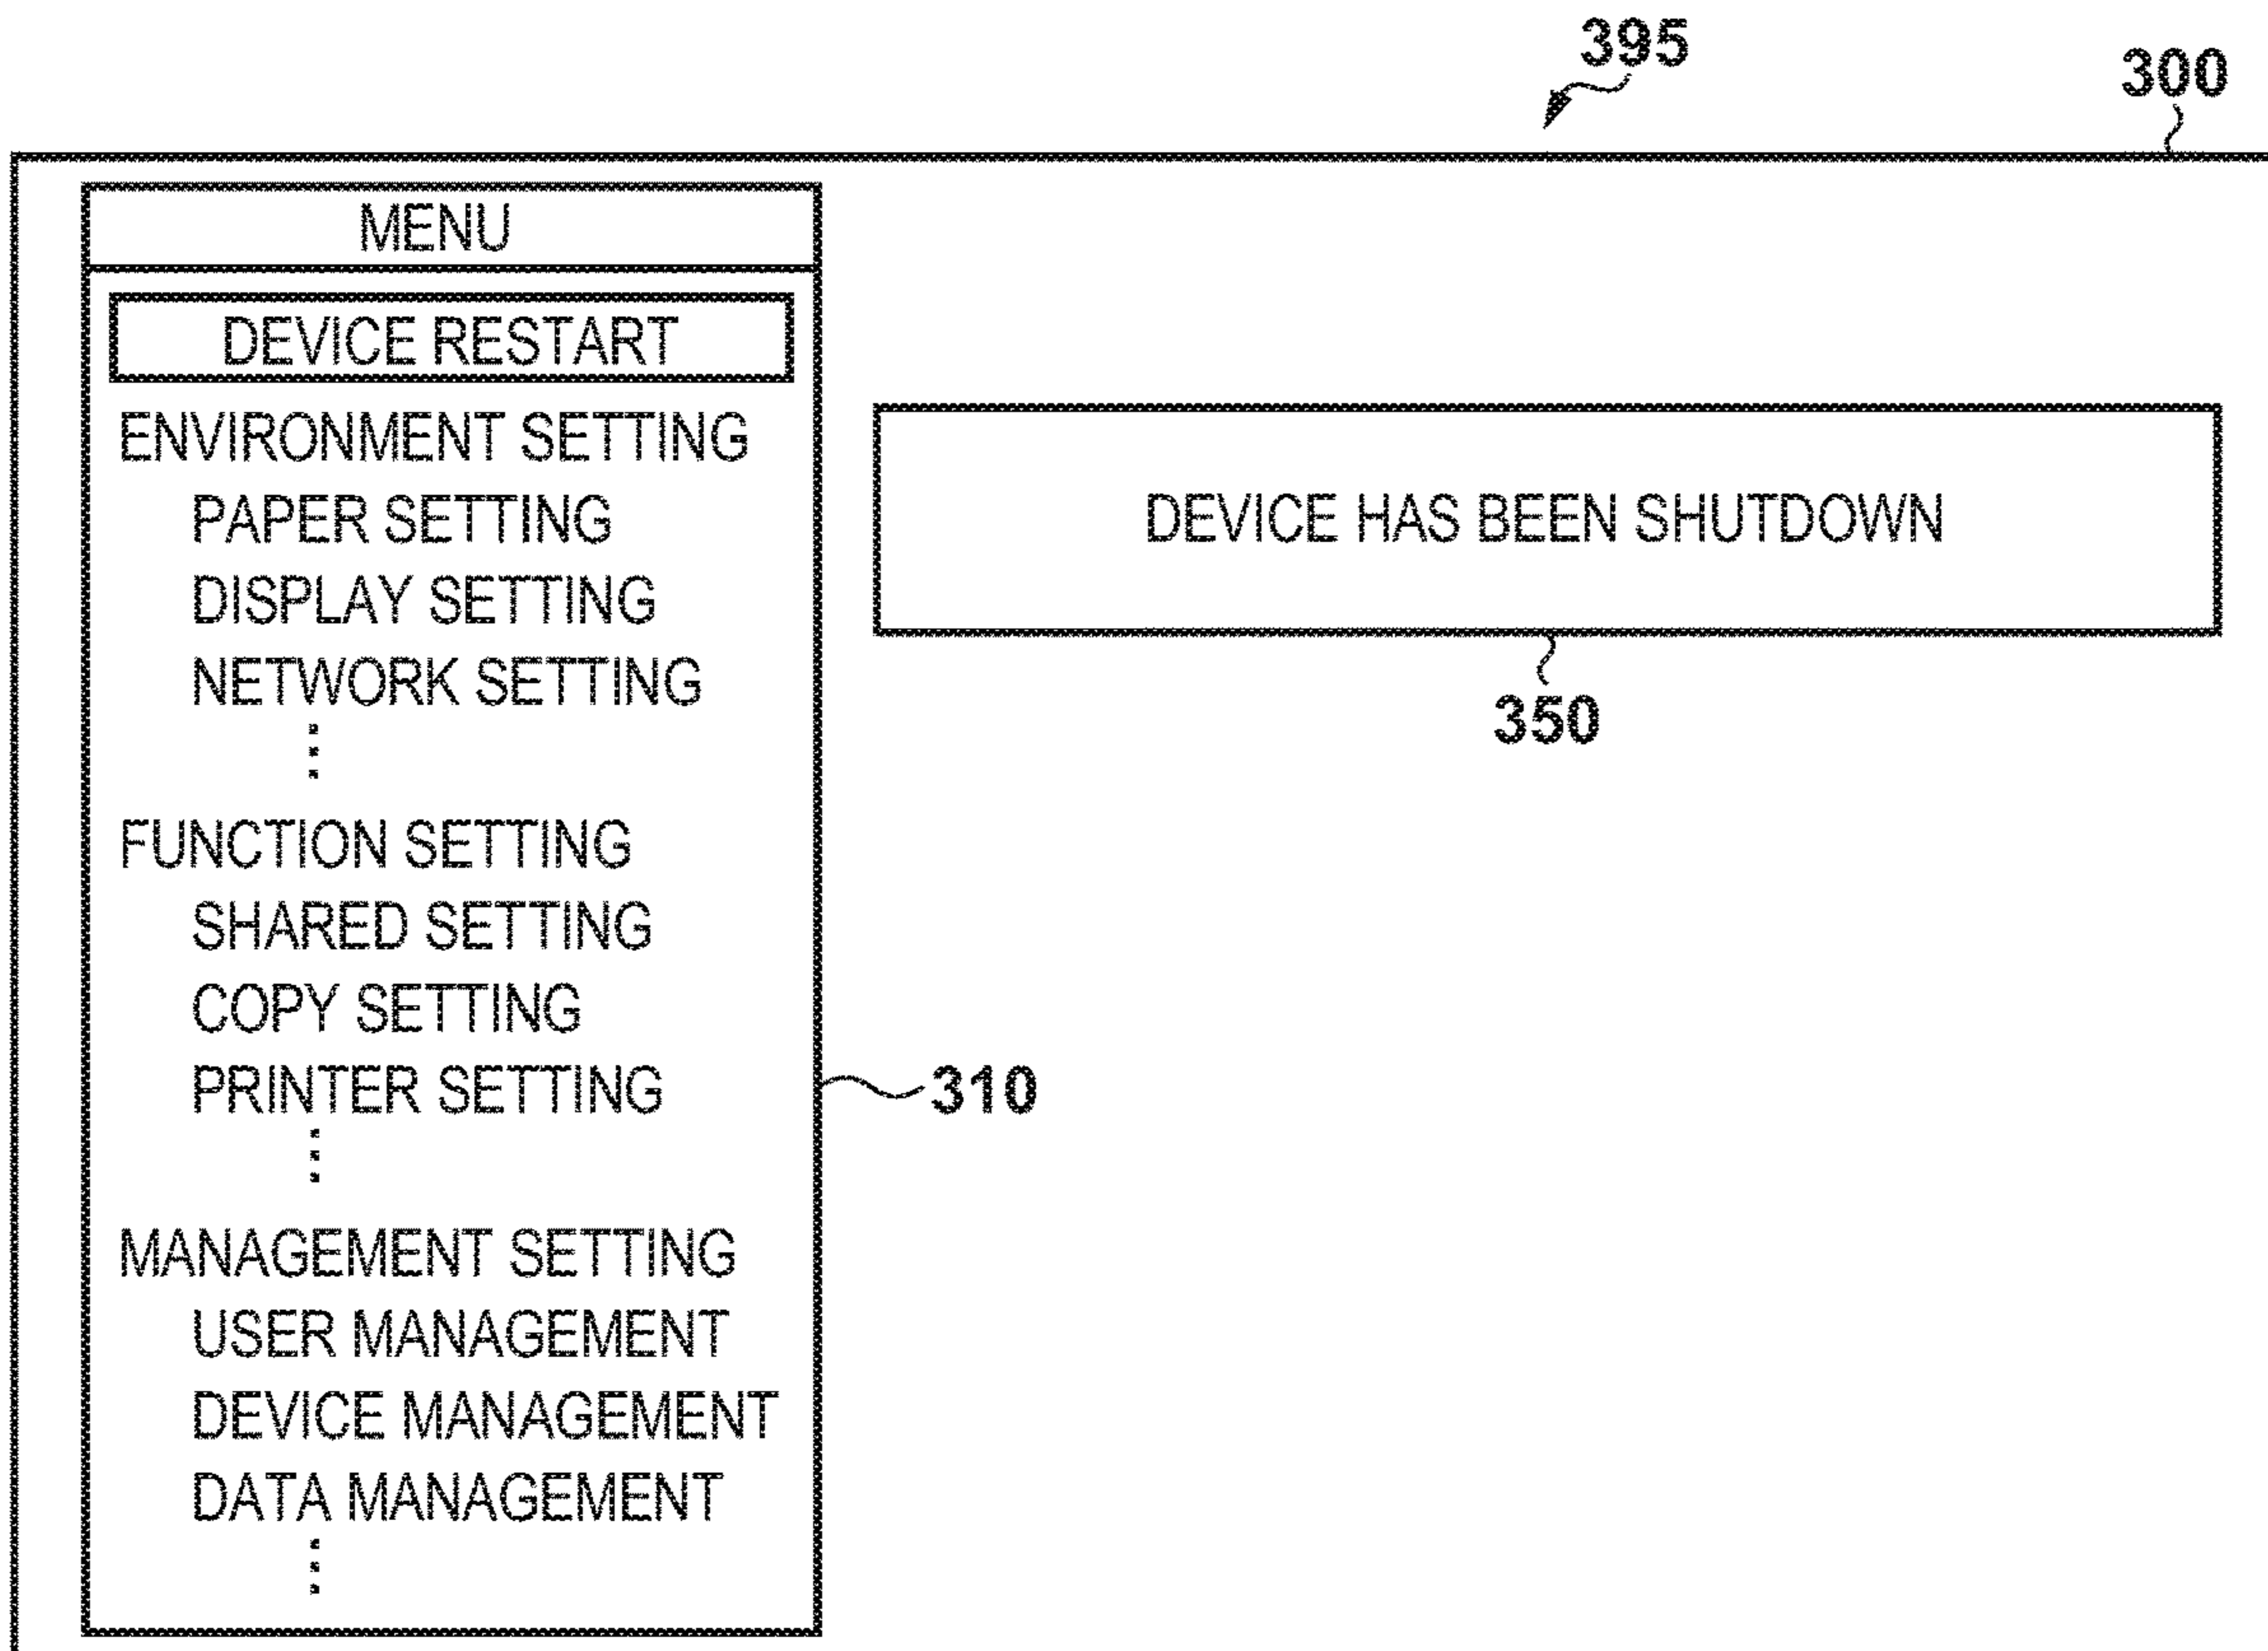 395
300
MENU
DEVICE RESTART
ENVIRONMENT SETTING
PAPER SETTING
DISPLAY SETTING
NETWORK SETTING
⋮
FUNCTION SETTING
SHARED SETTING
COPY SETTING
PRINTER SETTING
⋮
MANAGEMENT SETTING
USER MANAGEMENT
DEVICE MANAGEMENT
DATA MANAGEMENT
⋮
310
DEVICE HAS BEEN SHUTDOWN
350